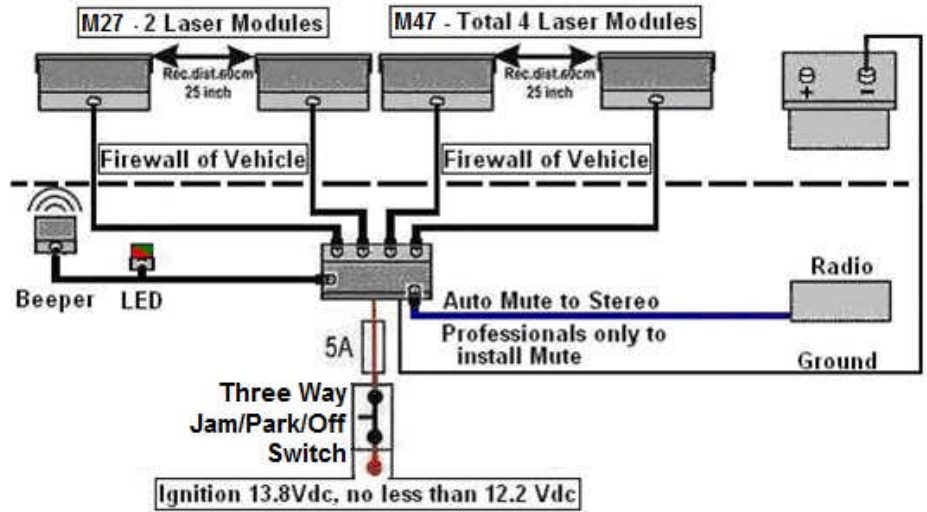 M27 - 2 Laser Modules
M47 - Total 4 Laser Modules
Rec.dist.60cm
25 inch
Rec.dist.60cm
25 inch
+
-
Firewall of Vehicle
Firewall of Vehicle
Beeper
LED
Radio
Auto Mute to Stereo
Professionals only to
install Mute
Ground
5A
Three Way
Jam/Park/Off
Switch
Ignition 13.8Vdc, no less than 12.2 Vdc